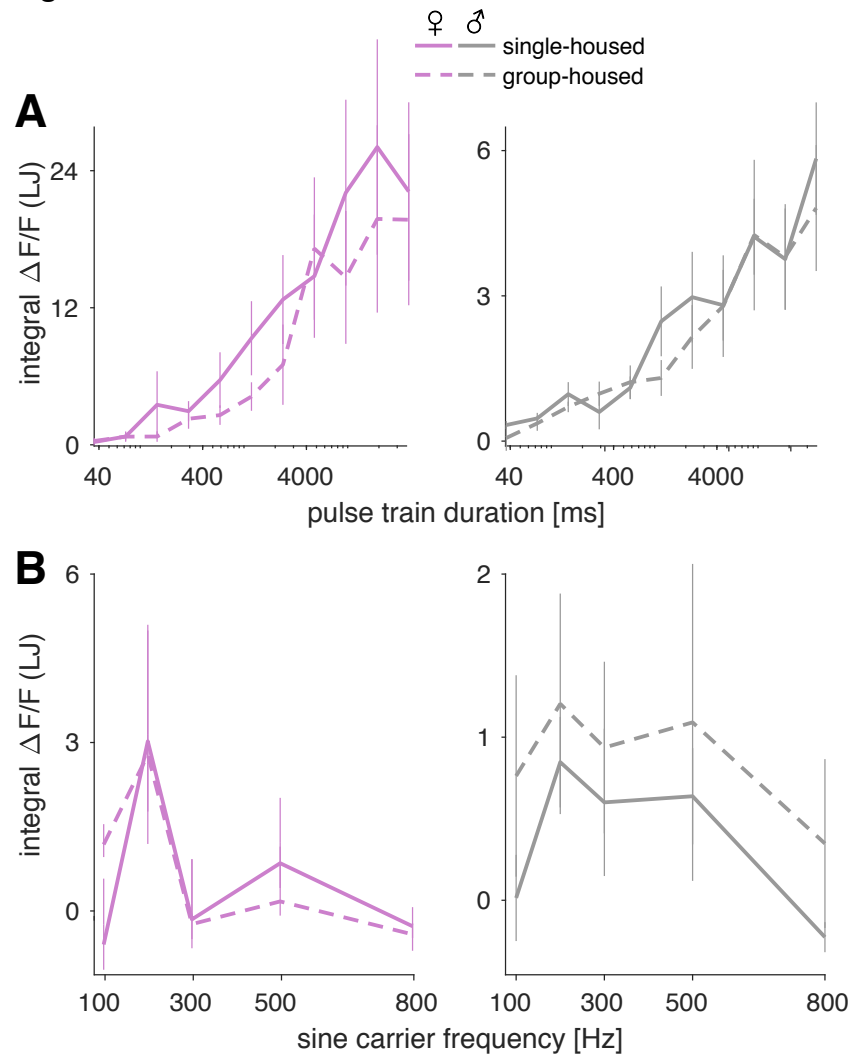 ♀ ♂
single-housed
group-housed
A
integral ΔF/F (LJ)
24
12
0
40 400 4000
6
3
0
40 400 4000
pulse train duration [ms]
B
integral ΔF/F (LJ)
6
3
0
100 300 500 800
2
1
0
100 300 500 800
sine carrier frequency [Hz]